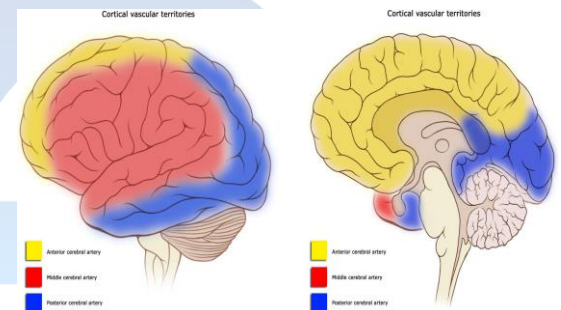 Cortical vascular territories
Anterior cerebral artery
Middle cerebral artery
Posterior cerebral artery
Cortical vascular territories
Anterior cerebral artery
Middle cerebral artery
Posterior cerebral artery